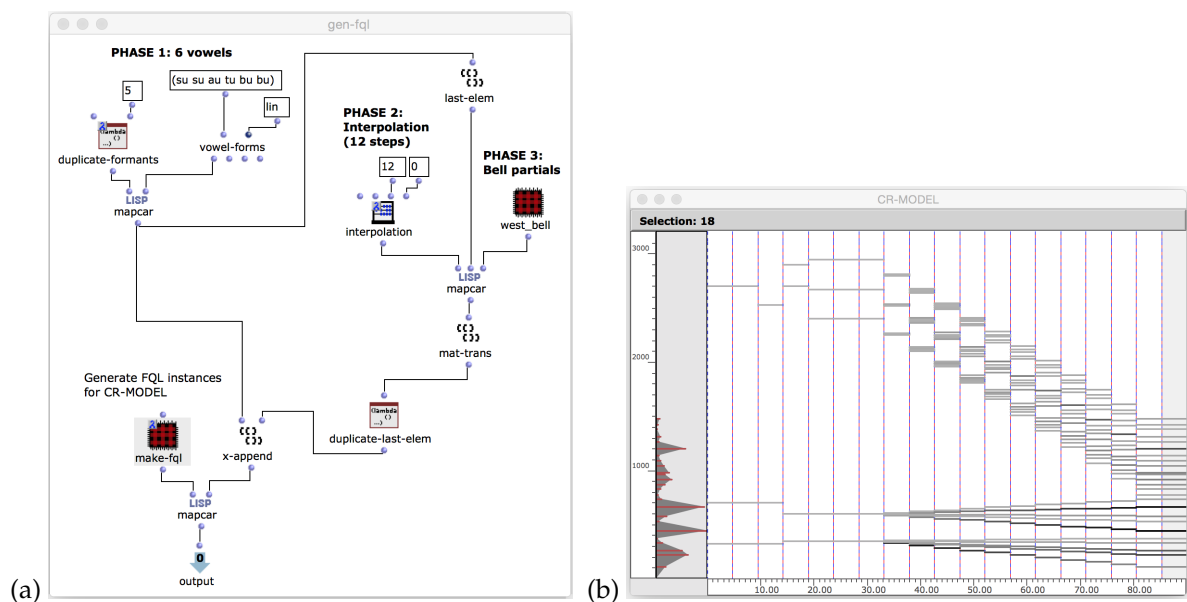 gen-fql
PHASE 1: 6 vowels
(su su au tu bu bu)
5
lin
(lambda
()
...)
duplicate-formants
vowel-forms
LISP
mapcar
last-elem
PHASE 2:
Interpolation
(12 steps)
12
0
interpolation
PHASE 3:
Bell partials
west_bell
LISP
mapcar
mat-trans
(lambda
()
...)
duplicate-last-elem
Generate FQL instances
for CR-MODEL
make-fql
x-append
LISP
mapcar
0
output
(a)
CR-MODEL
Selection: 18
3000
2000
1000
10.00 20.00 30.00 40.00 50.00 60.00 70.00 80.00
(b)